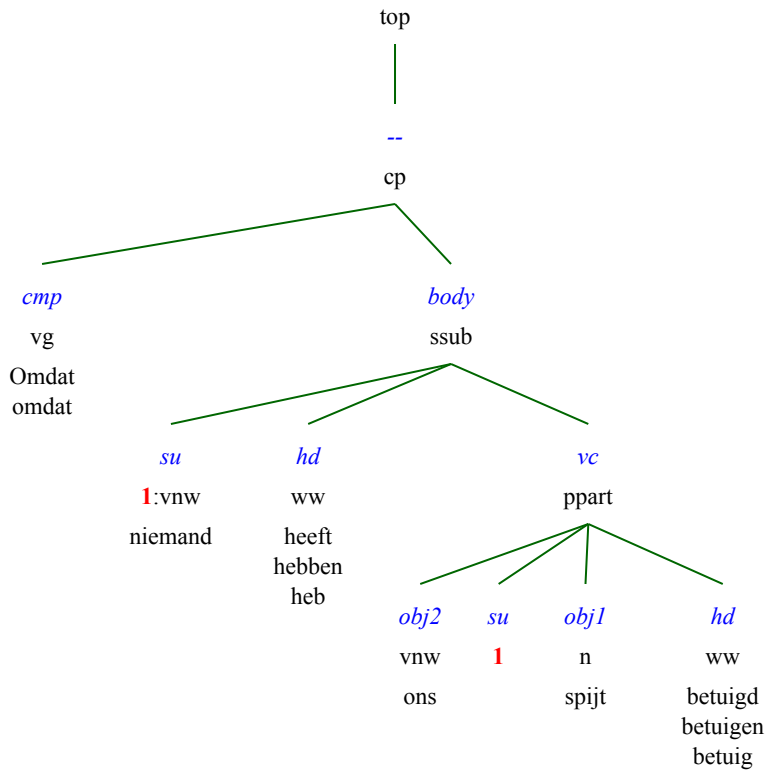 top
--
cp
cmp body
vg ssub
Omdat
omdat
su hd vc
1:vnw ww ppart
niemand heeft
hebben
heb
obj2 su obj1 hd
vnw 1 n ww
ons spijt betuigd
betuigen
betuig